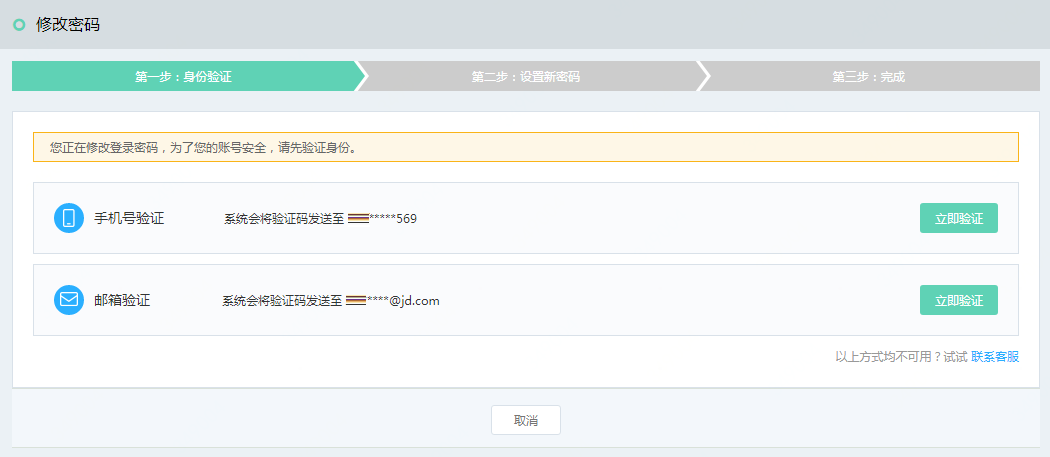 修改密码
第一步：身份验证
第二步：设置新密码
第三步：完成
您正在修改登录密码，为了您的账号安全，请先验证身份。
手机号验证 系统会将验证码发送至 *****569 立即验证
邮箱验证 系统会将验证码发送至 ****@jd.com 立即验证
以上方式均不可用？试试 联系客服
取消